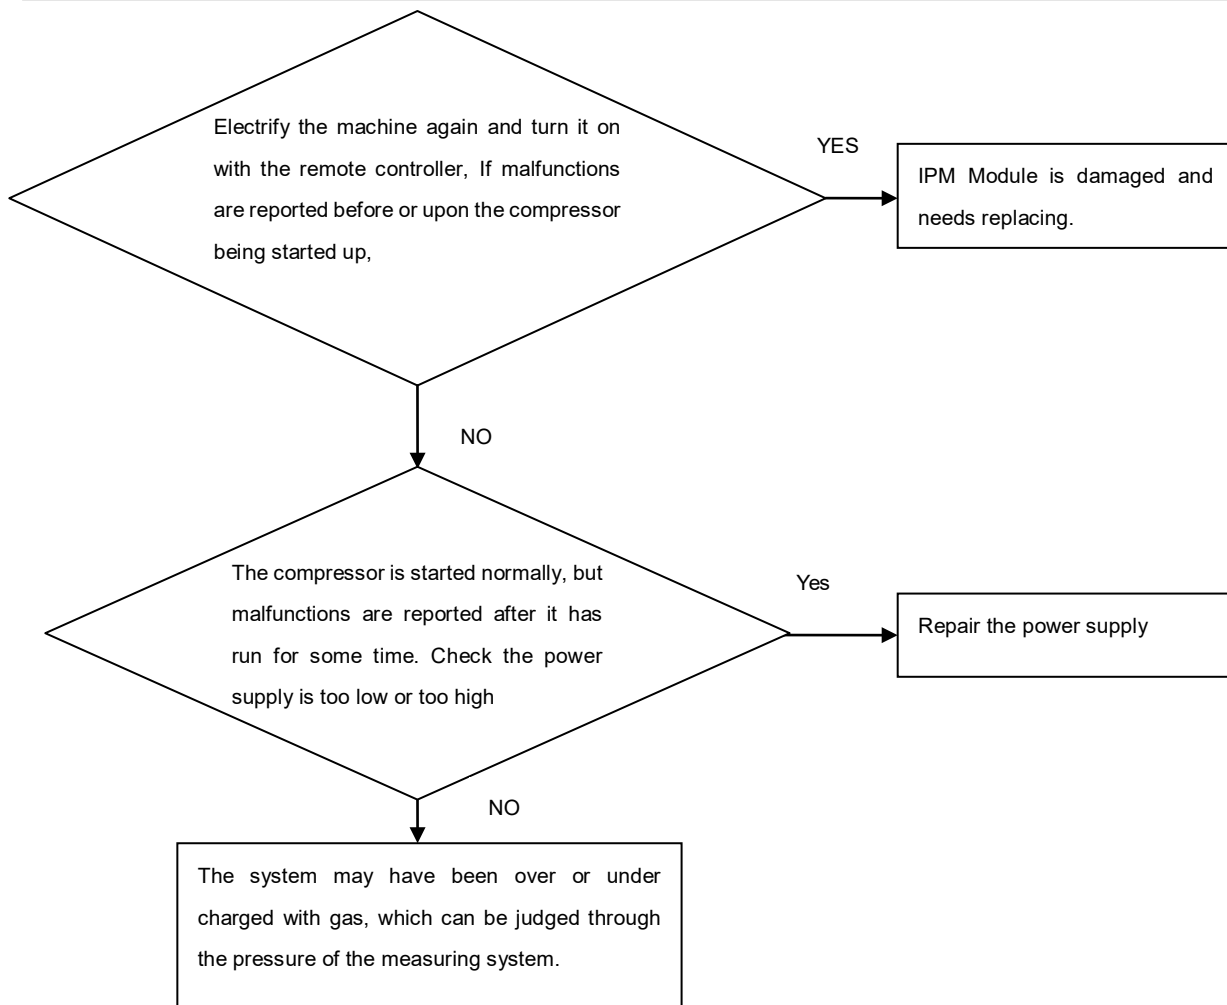 Electrify the machine again and turn it on
with the remote controller, If malfunctions
are reported before or upon the compressor
being started up,
YES
IPM Module is damaged and
needs replacing.
NO
The compressor is started normally, but
malfunctions are reported after it has
run for some time. Check the power
supply is too low or too high
Yes
Repair the power supply
NO
The system may have been over or under
charged with gas, which can be judged through
the pressure of the measuring system.